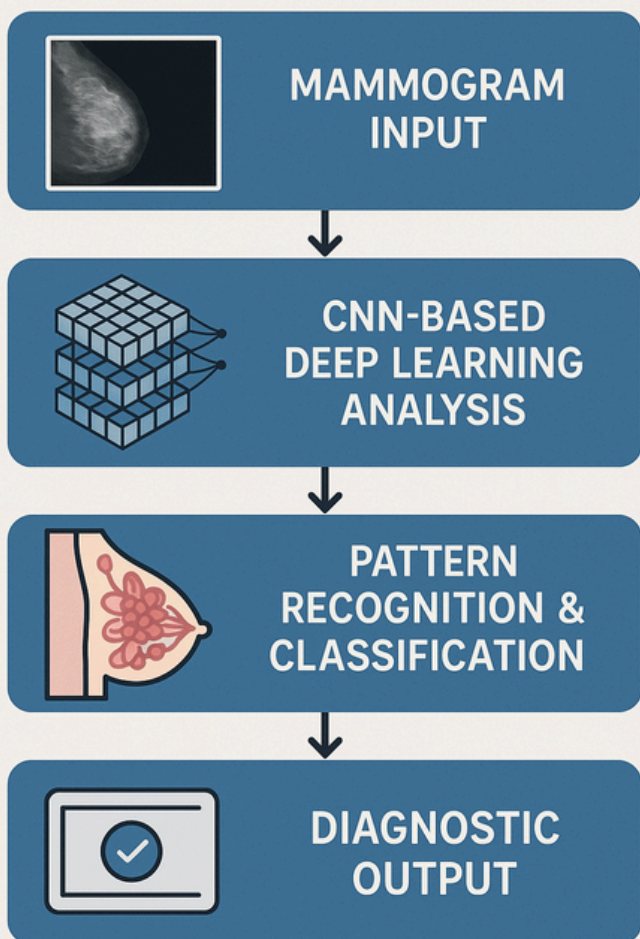 MAMMOGRAM
INPUT
CNN-BASED
DEEP LEARNING
ANALYSIS
PATTERN
RECOGNITION &
CLASSIFICATION
DIAGNOSTIC
OUTPUT